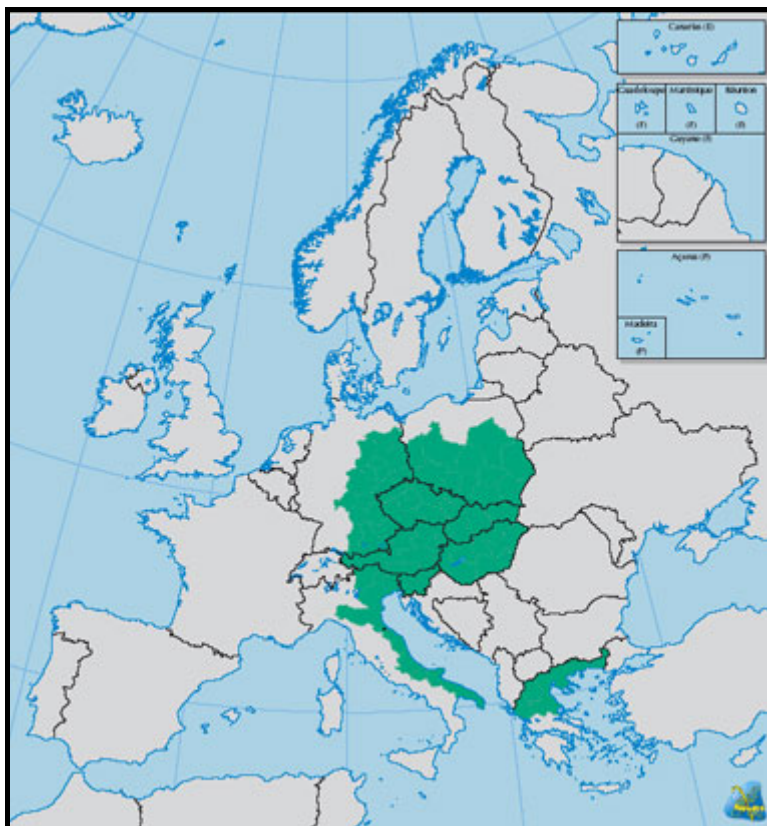 Canarias (E)
Guadeloupe
Martinique
Réunion
(F)
(F)
(F)
Guyane (F)
Açores (P)
Madeira
(P)